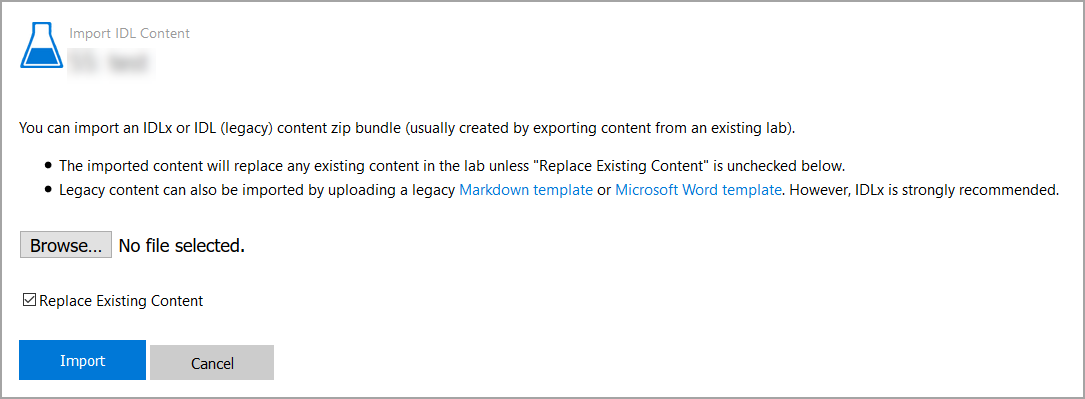 Import IDL Content
You can import an IDLx or IDL (legacy) content zip bundle (usually created by exporting content from an existing lab).
• The imported content will replace any existing content in the lab unless "Replace Existing Content" is unchecked below.
• Legacy content can also be imported by uploading a legacy Markdown template or Microsoft Word template. However, IDLx is strongly recommended.
Browse... No file selected.
Replace Existing Content
Import Cancel